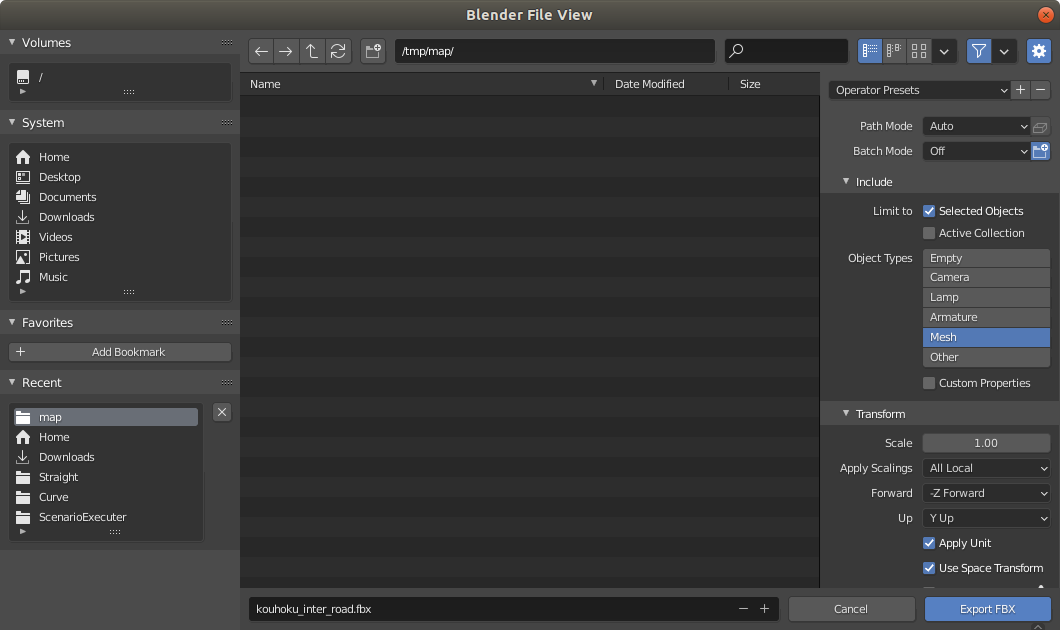 Blender File View
Volumes
/
System
Home
Desktop
Documents
Downloads
Videos
Pictures
Music
Favorites
Add Bookmark
Recent
map
Home
Downloads
Straight
Curve
ScenarioExecuter
/tmp/map/
Name Date Modified Size
kouhoku_inter_road.fbx
Operator Presets
Path Mode Auto
Batch Mode Off
Include
Limit to Selected Objects
Active Collection
Object Types Empty
Camera
Lamp
Armature
Mesh
Other
Custom Properties
Transform
Scale 1.00
Apply Scalings All Local
Forward -Z Forward
Up Y Up
Apply Unit
Use Space Transform
Cancel
Export FBX